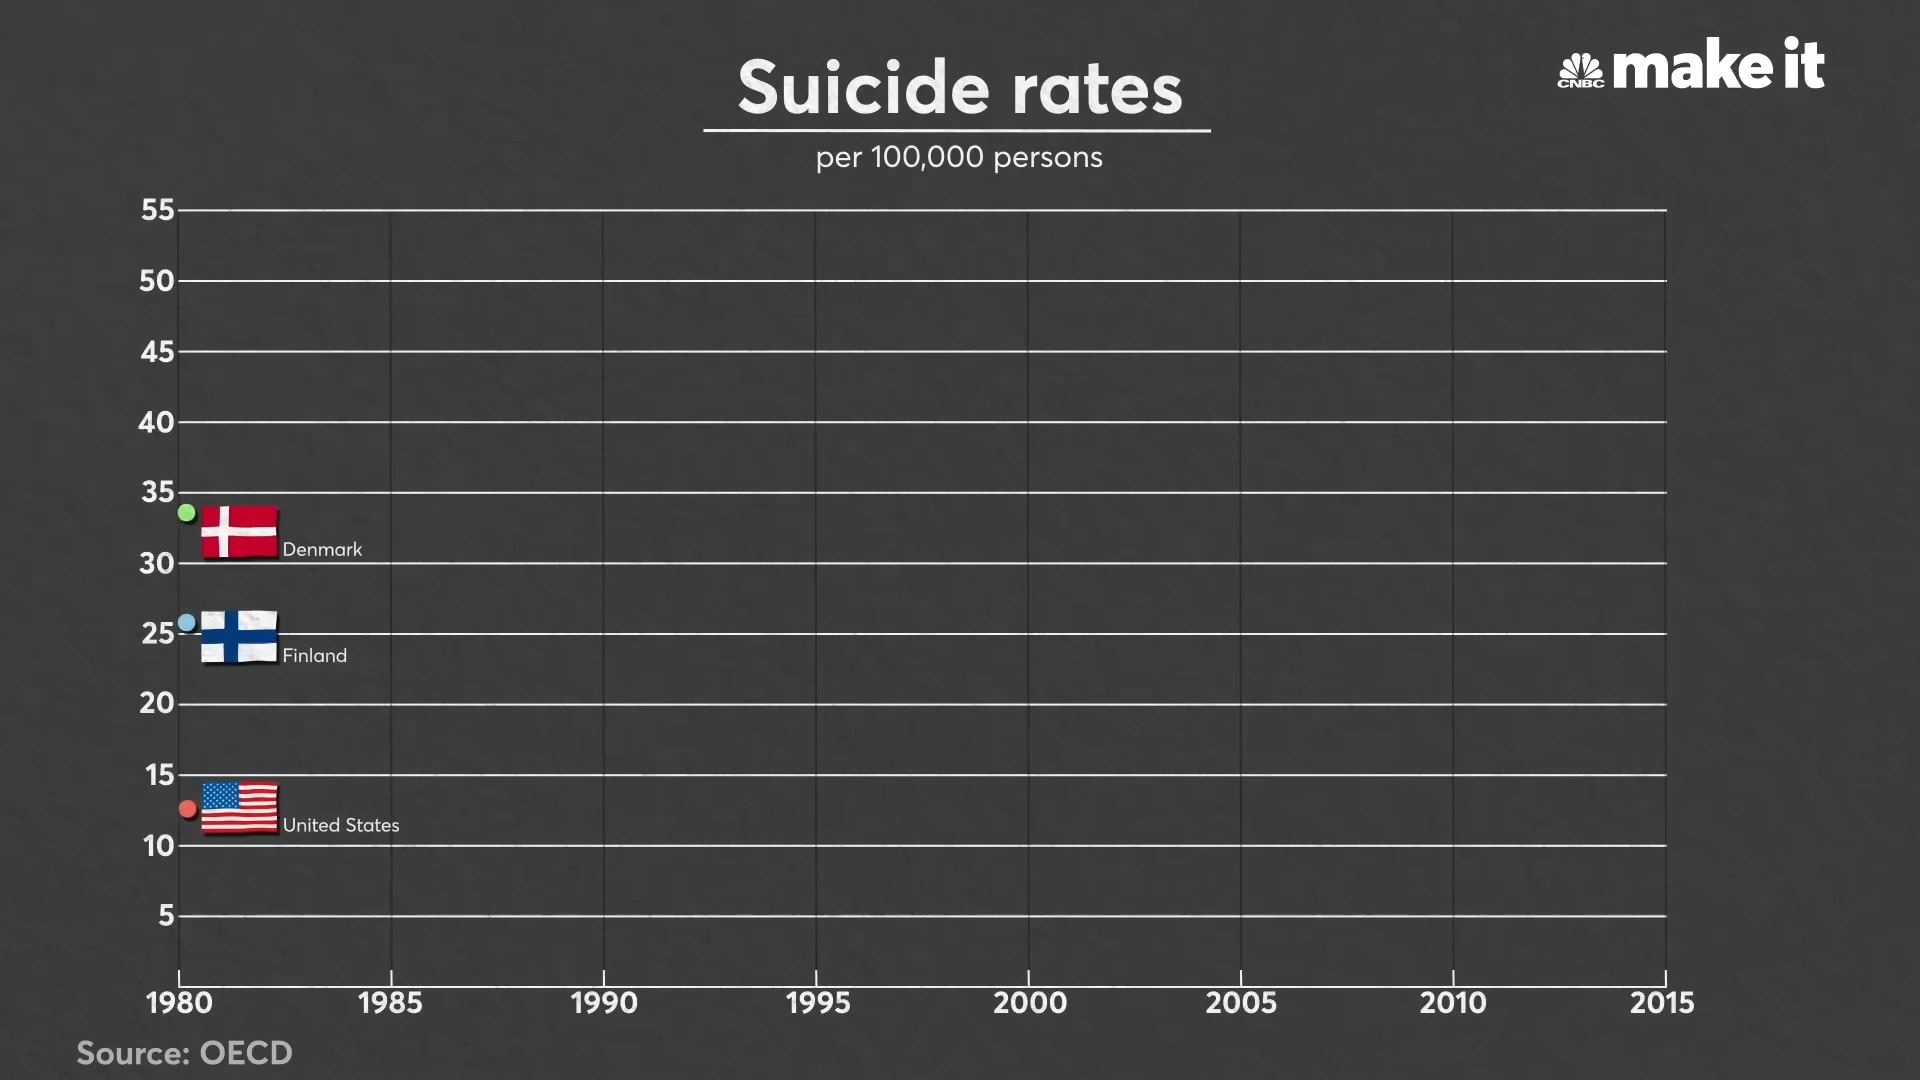 Suicide rates
CNBC make it
per 100,000 persons
55
50
45
40
35
Denmark
30
25
Finland
20
15
United States
10
5
1980 1985 1990 1995 2000 2005 2010 2015
Source: OECD